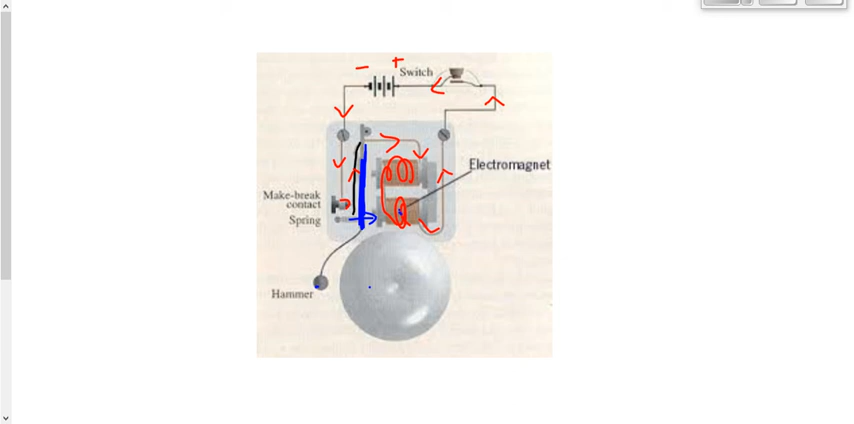 - +
Switch
Electromagnet
Make-break
contact
Spring
Hammer